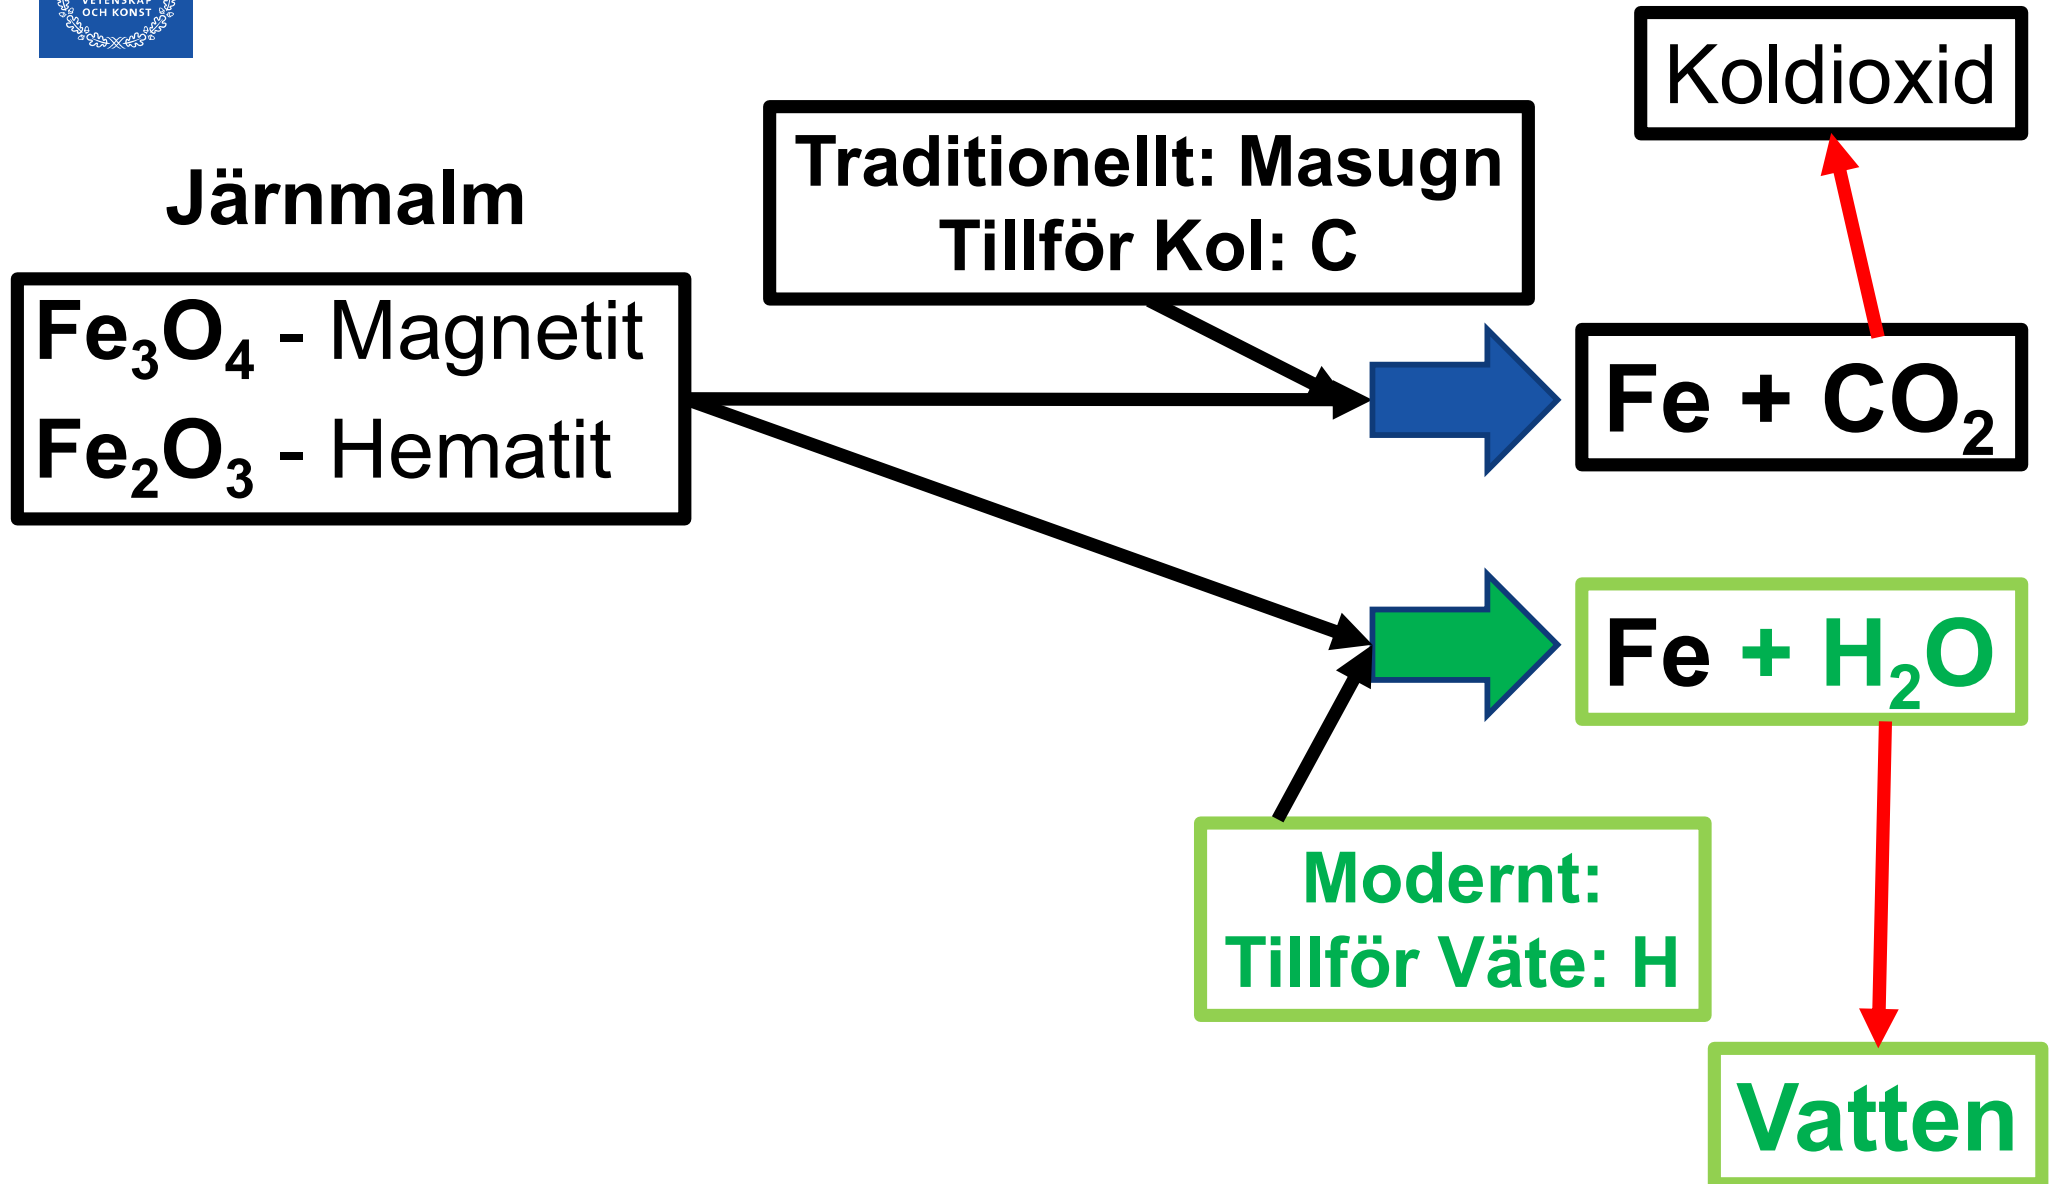 VETENSKAP
OCH KONST
Koldioxid
Traditionellt: Masugn
Tillför Kol: C
Järnmalm
Fe₃O₄ - Magnetit
Fe₂O₃ - Hematit
Fe + CO₂
Fe + H₂O
Modernt:
Tillför Väte: H
Vatten